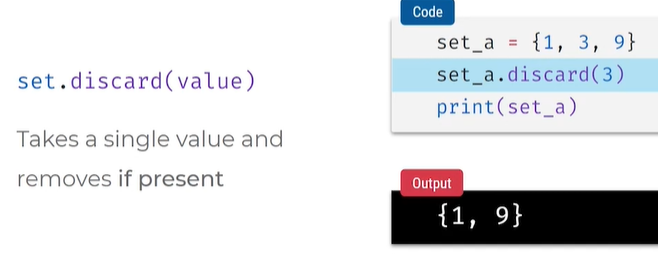 set.discard(value)
Takes a single value and
removes if present
Code
set_a = {1, 3, 9}
set_a.discard(3)
print(set_a)
Output
{1, 9}